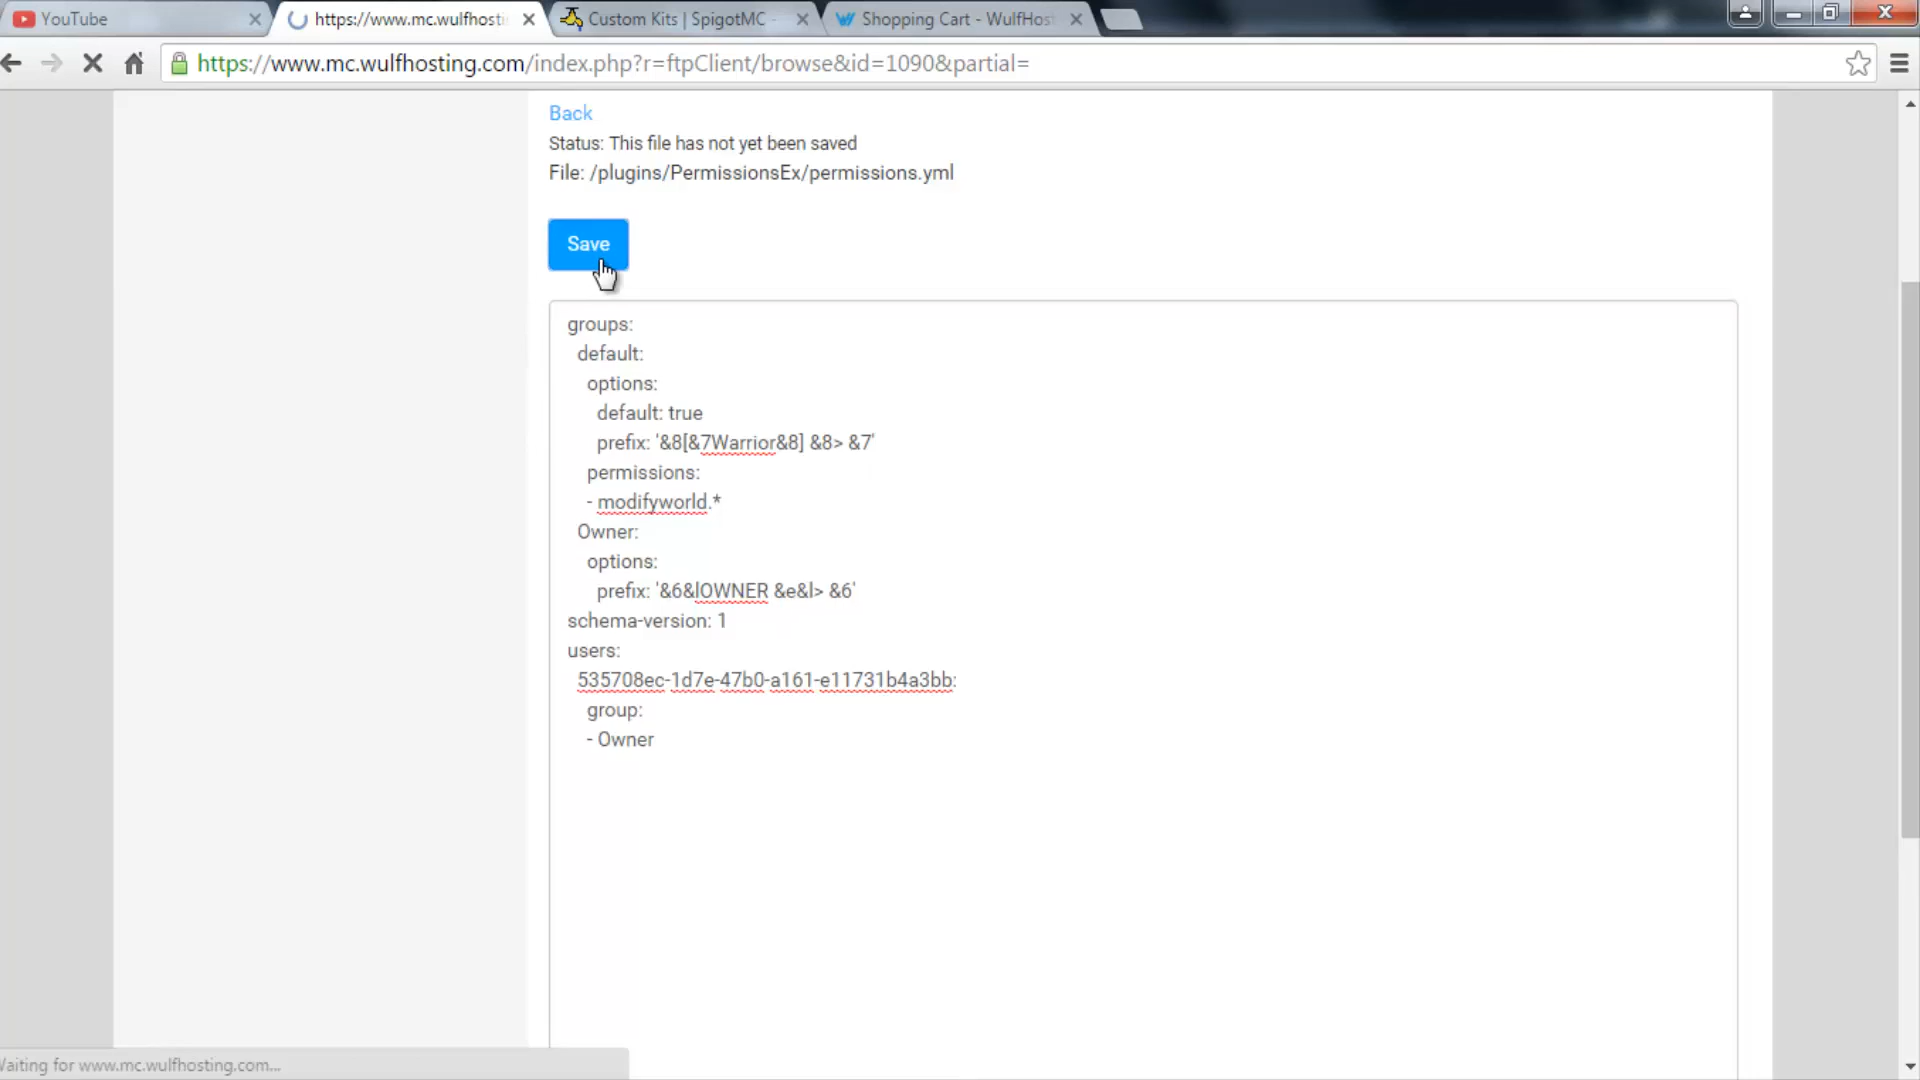 YouTube
https://www.mc.wulfhosti
Custom Kits | SpigotMC -
Shopping Cart - WulfHos
https://www.mc.wulfhosting.com/index.php?r=ftpClient/browse&id=1090&partial=
Back
Status: This file has not yet been saved
File: /plugins/PermissionsEx/permissions.yml
Save
groups:
default:
options:
default: true
prefix: '&8[&7Warrior&8] &8> &7'
permissions:
- modifyworld.*
Owner:
options:
prefix: '&6&lOWNER &e&l> &6'
schema-version: 1
users:
535708ec-1d7e-47b0-a161-e11731b4a3bb:
group:
- Owner
Waiting for www.mc.wulfhosting.com...